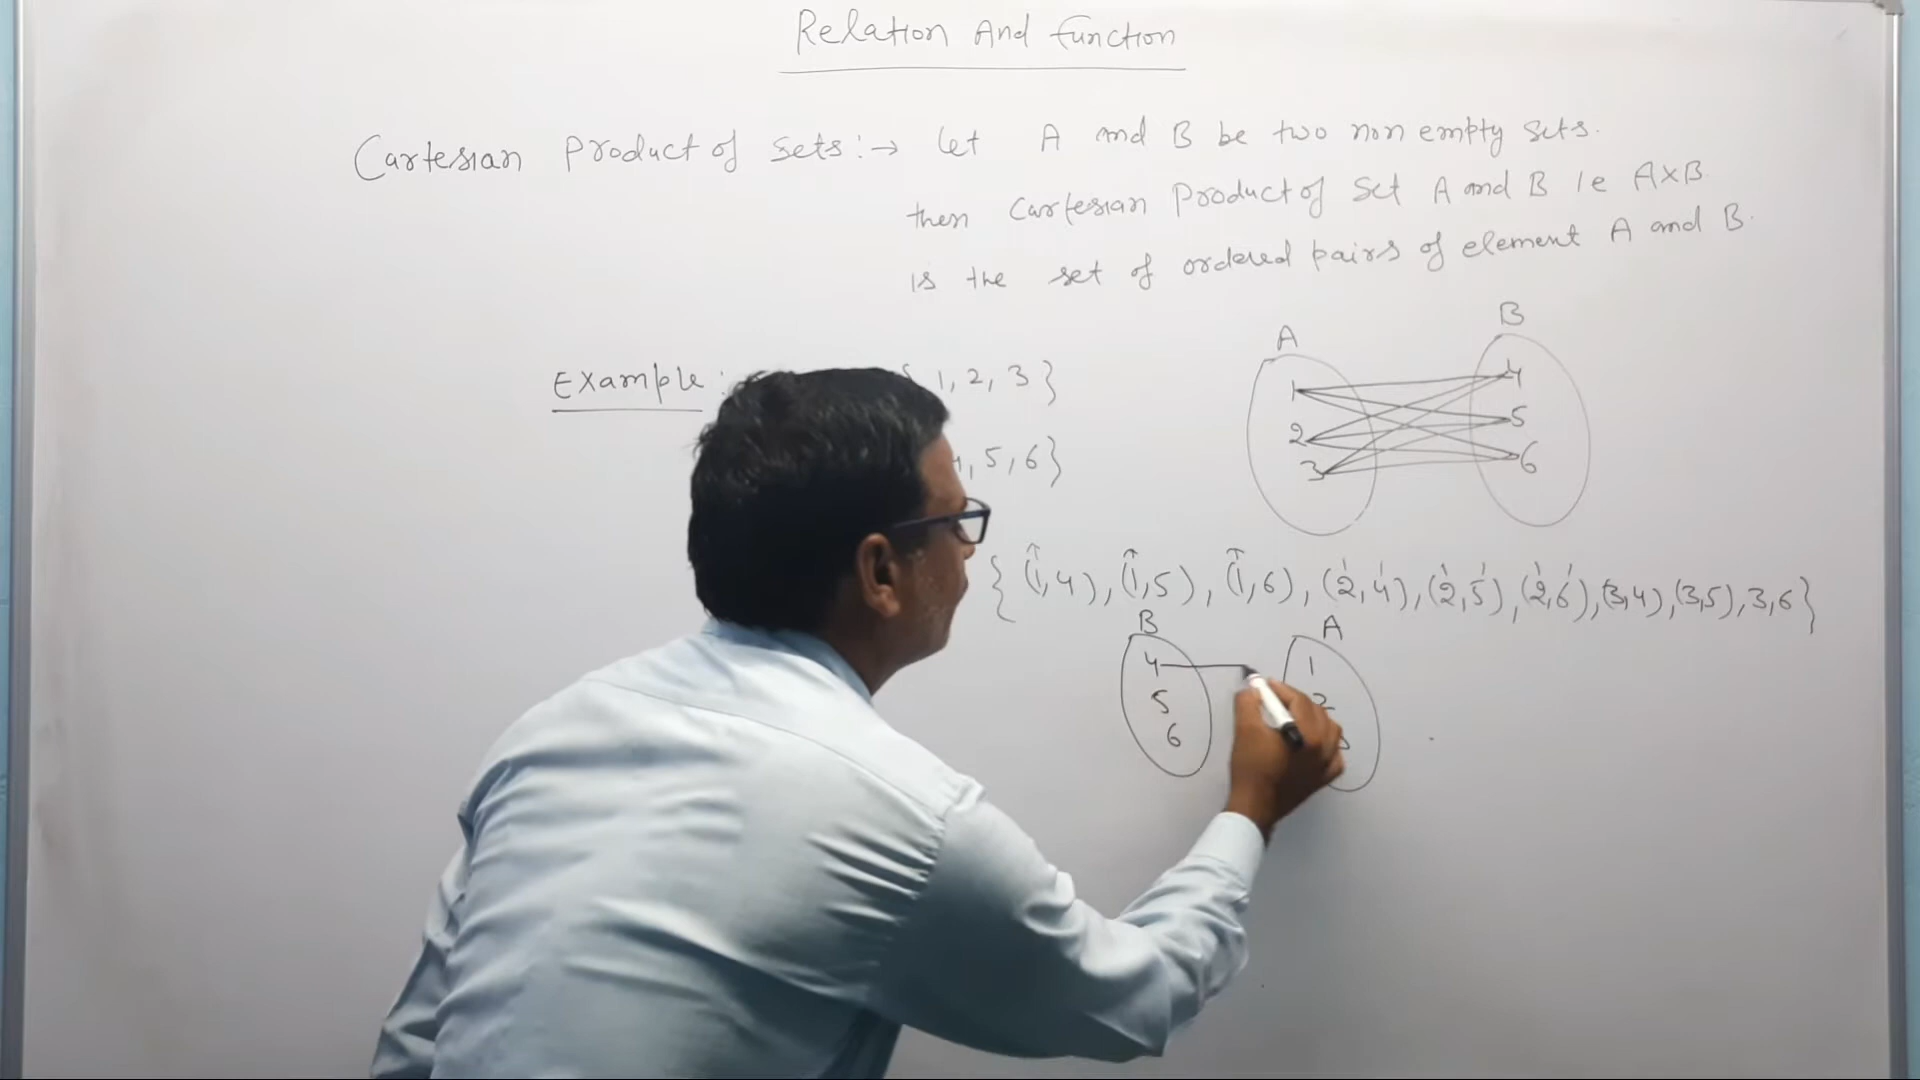 Relation And Function
Cartesian Product of Sets:→ Let A and B be two non empty sets.
then Cartesian Product of Set A and B ie A×B
is the set of ordered pairs of element A and B.
Example :
1, 2, 3 }
, 5, 6 }
A
B
1
4
2
5
3
6
{ (1,4), (1,5), (1,6), (2,4), (2,5), (2,6), (3,4), (3,5), 3,6 }
B
A
4
1
5
2
6